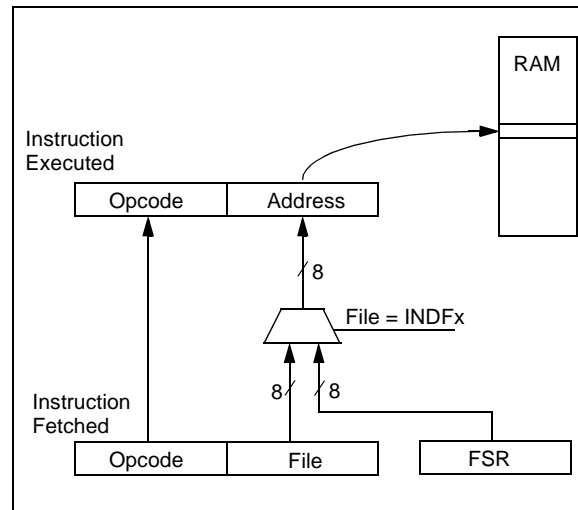 RAM
Instruction
Executed
Opcode
Address
8
File = INDFx
8
8
Instruction
Fetched
Opcode
File
FSR